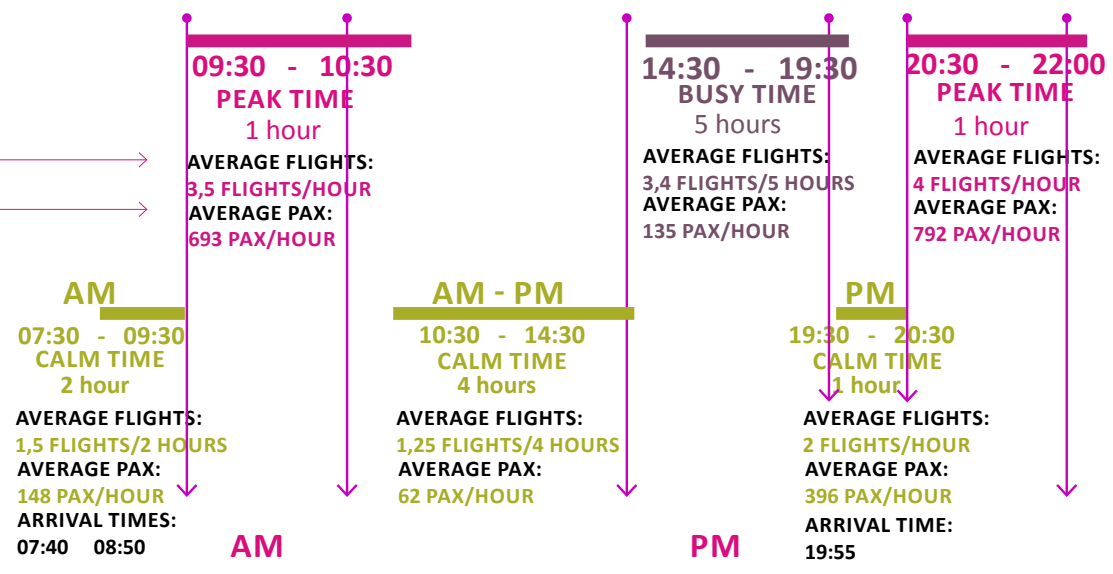 09:30 - 10:30
PEAK TIME
1 hour
AVERAGE FLIGHTS:
3,5 FLIGHTS/HOUR
AVERAGE PAX:
693 PAX/HOUR
14:30 - 19:30
BUSY TIME
5 hours
AVERAGE FLIGHTS:
3,4 FLIGHTS/5 HOURS
AVERAGE PAX:
135 PAX/HOUR
20:30 - 22:00
PEAK TIME
1 hour
AVERAGE FLIGHTS:
4 FLIGHTS/HOUR
AVERAGE PAX:
792 PAX/HOUR
AM
07:30 - 09:30
CALM TIME
2 hour
AVERAGE FLIGHTS:
1,5 FLIGHTS/2 HOURS
AVERAGE PAX:
148 PAX/HOUR
ARRIVAL TIMES:
07:40 08:50
AM - PM
10:30 - 14:30
CALM TIME
4 hours
AVERAGE FLIGHTS:
1,25 FLIGHTS/4 HOURS
AVERAGE PAX:
62 PAX/HOUR
PM
19:30 - 20:30
CALM TIME
1 hour
AVERAGE FLIGHTS:
2 FLIGHTS/HOUR
AVERAGE PAX:
396 PAX/HOUR
ARRIVAL TIME:
19:55
AM
PM